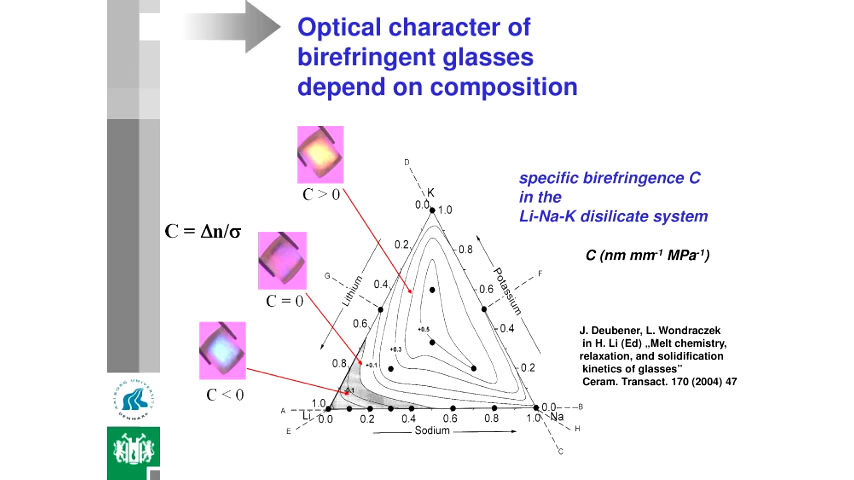 Optical character of
birefringent glasses
depend on composition
C > 0
C = Δn/σ
C = 0
C < 0
specific birefringence C
in the
Li-Na-K disilicate system
C (nm mm-1 MPa-1)
J. Deubener, L. Wondraczek
in H. Li (Ed) „Melt chemistry,
relaxation, and solidification
kinetics of glasses”
Ceram. Transact. 170 (2004) 47
D
K
0.0 1.0
0.2 0.8
G F
Lithium Potassium
0.4 0.6
0.6 0.4
0.8 0.2
1.0 0.0
+0.5
+0.3
+0.1
A B
Li Na
0.0 0.2 0.4 0.6 0.8 1.0
E H
Sodium
C